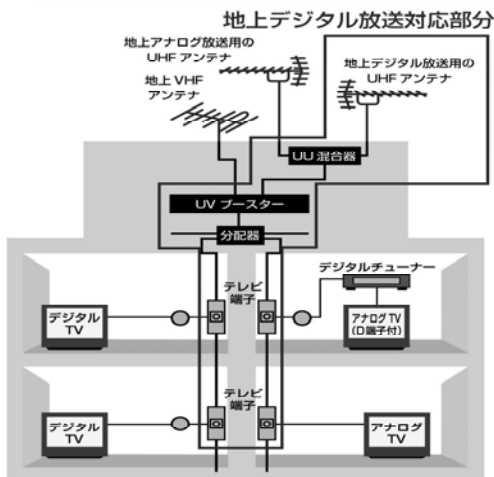 地上デジタル放送対応部分
地上アナログ放送用の
UHF アンテナ
地上デジタル放送用の
UHF アンテナ
地上 VHF
アンテナ
UU 混合器
UV ブースター
分配器
テレビ
端子
デジタルチューナー
デジタル
TV
アナログ TV
(D端子付)
テレビ
端子
デジタル
TV
アナログ
TV